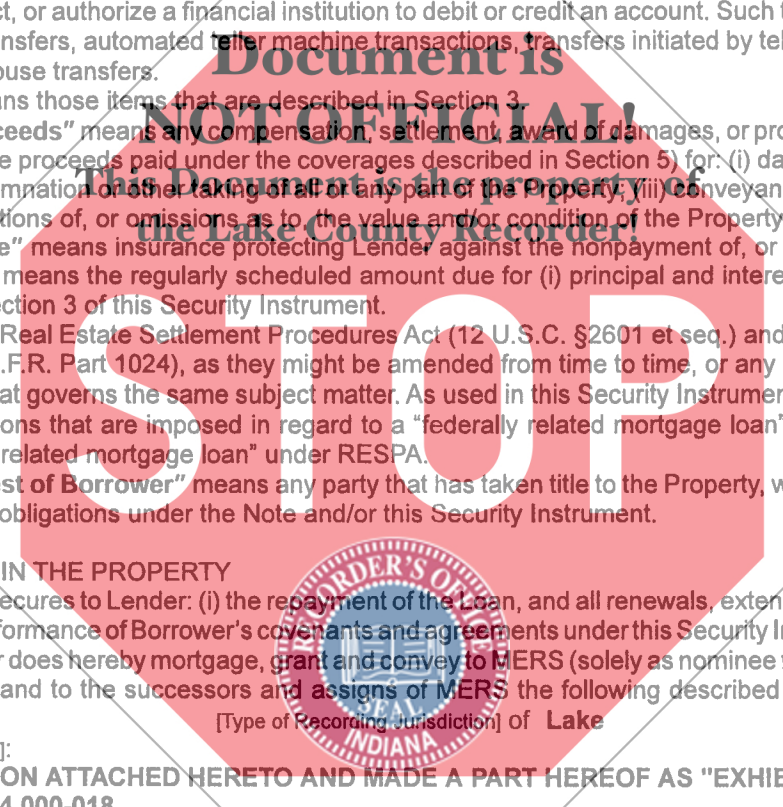 ct, or authorize a financial institution to debit or credit an account. Such
nsfers, automated teller machine transactions, transfers initiated by tel
ouse transfers.
Document is
ans those items that are described in Section 3.
NOT OFFICIAL!
ceeds" means any compensation, settlement, award of damages, or pro
e proceeds paid under the coverages described in Section 5) for: (i) da
This Document is the property of
emnation or other taking of all or any part of the Property; (iii) conveyan
tions of, or omissions as to, the value and/or condition of the Property
the Lake County Recorder!
e" means insurance protecting Lender against the nonpayment of, or
means the regularly scheduled amount due for (i) principal and intere
ection 3 of this Security Instrument.
STOP
Real Estate Settlement Procedures Act (12 U.S.C. §2601 et seq.) and
.F.R. Part 1024), as they might be amended from time to time, or any
at governs the same subject matter. As used in this Security Instrumen
ons that are imposed in regard to a "federally related mortgage loan"
related mortgage loan" under RESPA.
st of Borrower" means any party that has taken title to the Property, w
obligations under the Note and/or this Security Instrument.
IN THE PROPERTY
ecures to Lender: (i) the repayment of the Loan, and all renewals, exten
formance of Borrower's covenants and agreements under this Security I
r does hereby mortgage, grant and convey to MERS (solely as nominee
and to the successors and assigns of MERS the following described
RECORDER'S OFFICE
SEAL
INDIANA
[Type of Recording Jurisdiction] of Lake
]:
ON ATTACHED HERETO AND MADE A PART HEREOF AS "EXHIB
4.000-018